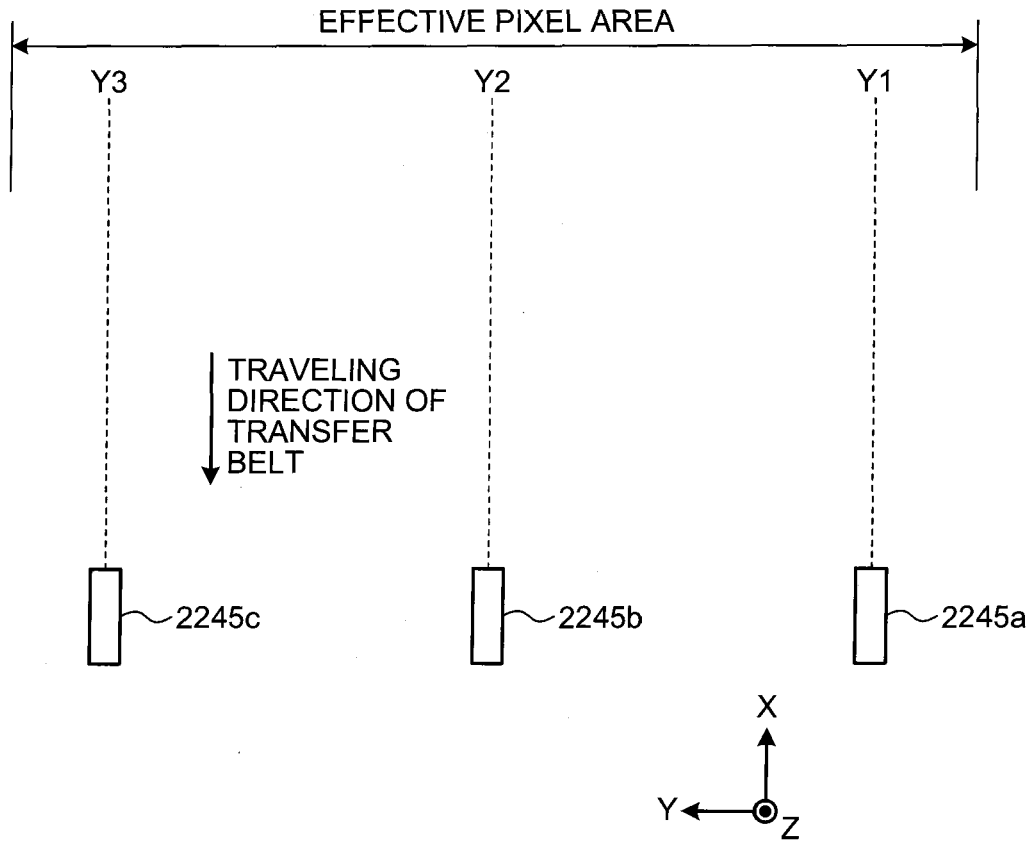 EFFECTIVE PIXEL AREA
Y3 Y2 Y1
TRAVELING
DIRECTION OF
TRANSFER
BELT
2245c 2245b 2245a
X
Y Z